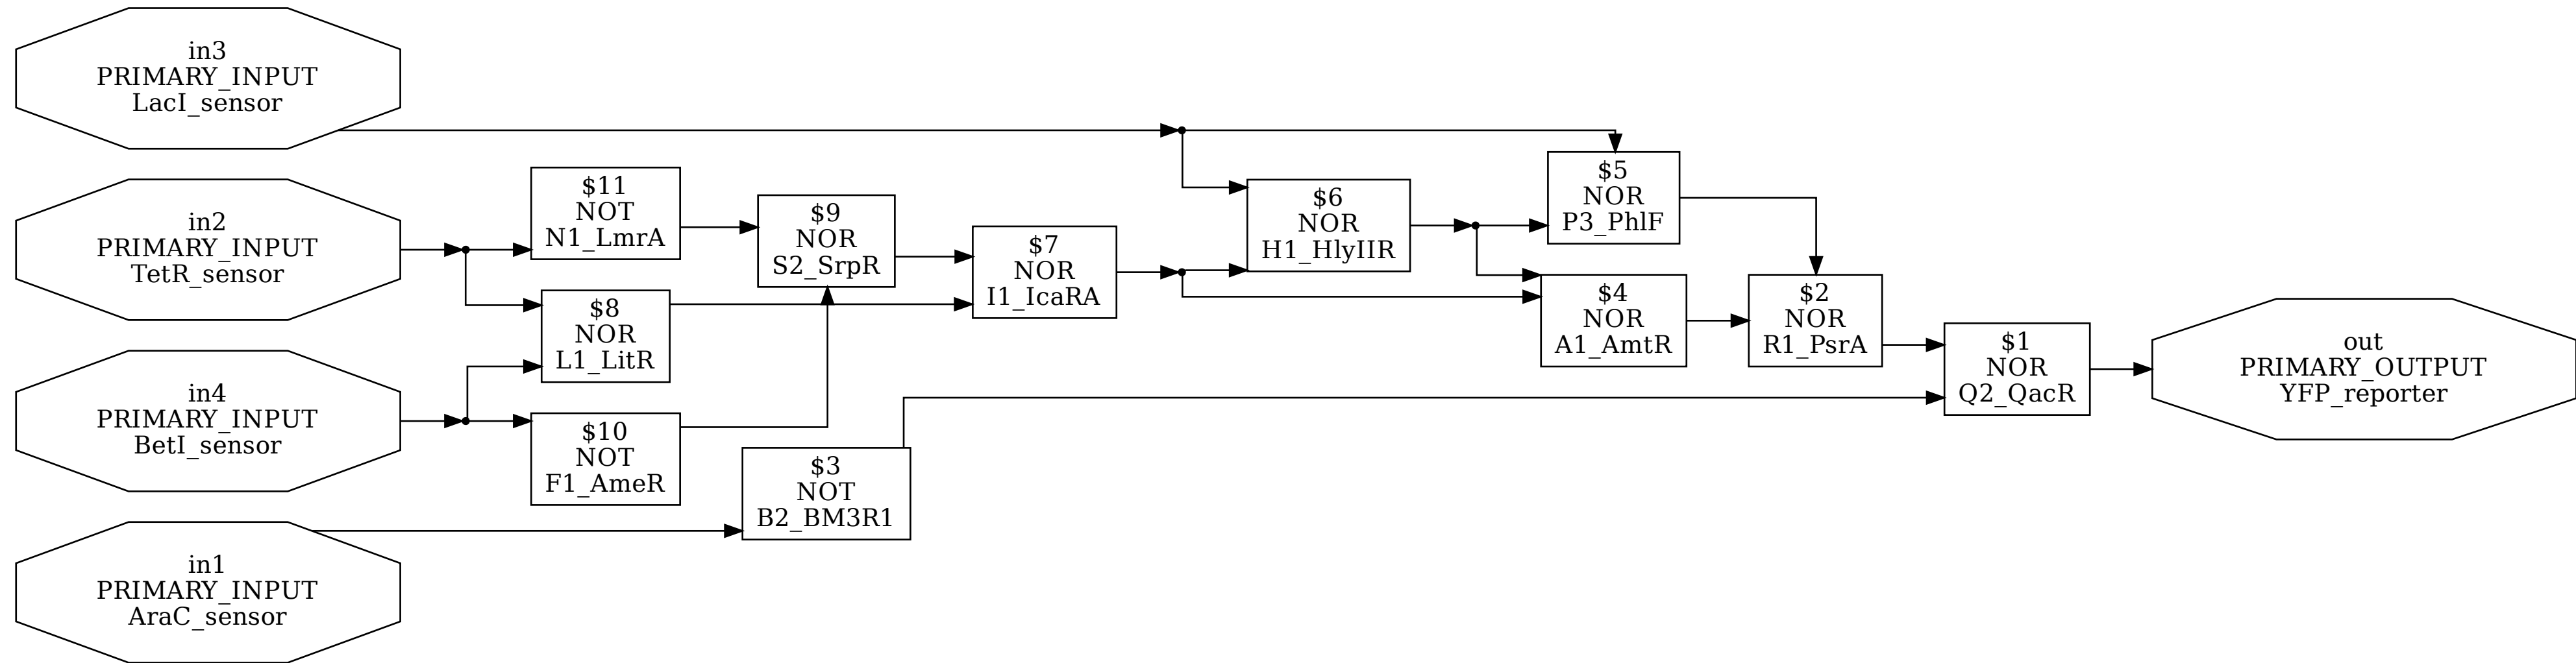 in3
PRIMARY_INPUT
LacI_sensor
in2
PRIMARY_INPUT
TetR_sensor
in4
PRIMARY_INPUT
BetI_sensor
in1
PRIMARY_INPUT
AraC_sensor
$11
NOT
N1_LmrA
$8
NOR
L1_LitR
$10
NOT
F1_AmeR
$9
NOR
S2_SrpR
$3
NOT
B2_BM3R1
$7
NOR
I1_IcaRA
$6
NOR
H1_HlyIIR
$5
NOR
P3_PhlF
$4
NOR
A1_AmtR
$2
NOR
R1_PsrA
$1
NOR
Q2_QacR
out
PRIMARY_OUTPUT
YFP_reporter